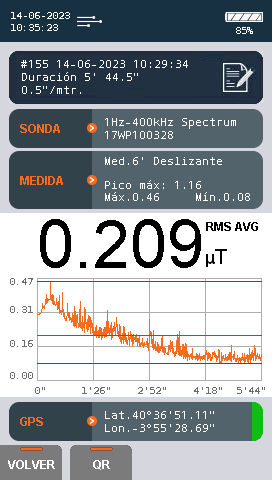 14-06-2023
10:35:23
85%
#155 14-06-2023 10:29:34
Duración 5' 44.5"
0.5"/mtr.
SONDA
1Hz-400kHz Spectrum
17WP100328
MEDIDA
Med.6' Deslizante
Pico máx: 1.16
Máx.0.46 Mín.0.08
0.209 RMS AVG
µT
0.47
0.31
0.16
0.00
0" 1'26" 2'52" 4'18" 5'44"
GPS
Lat.40°36'51.11"
Lon.-3°55'28.69"
VOLVER QR